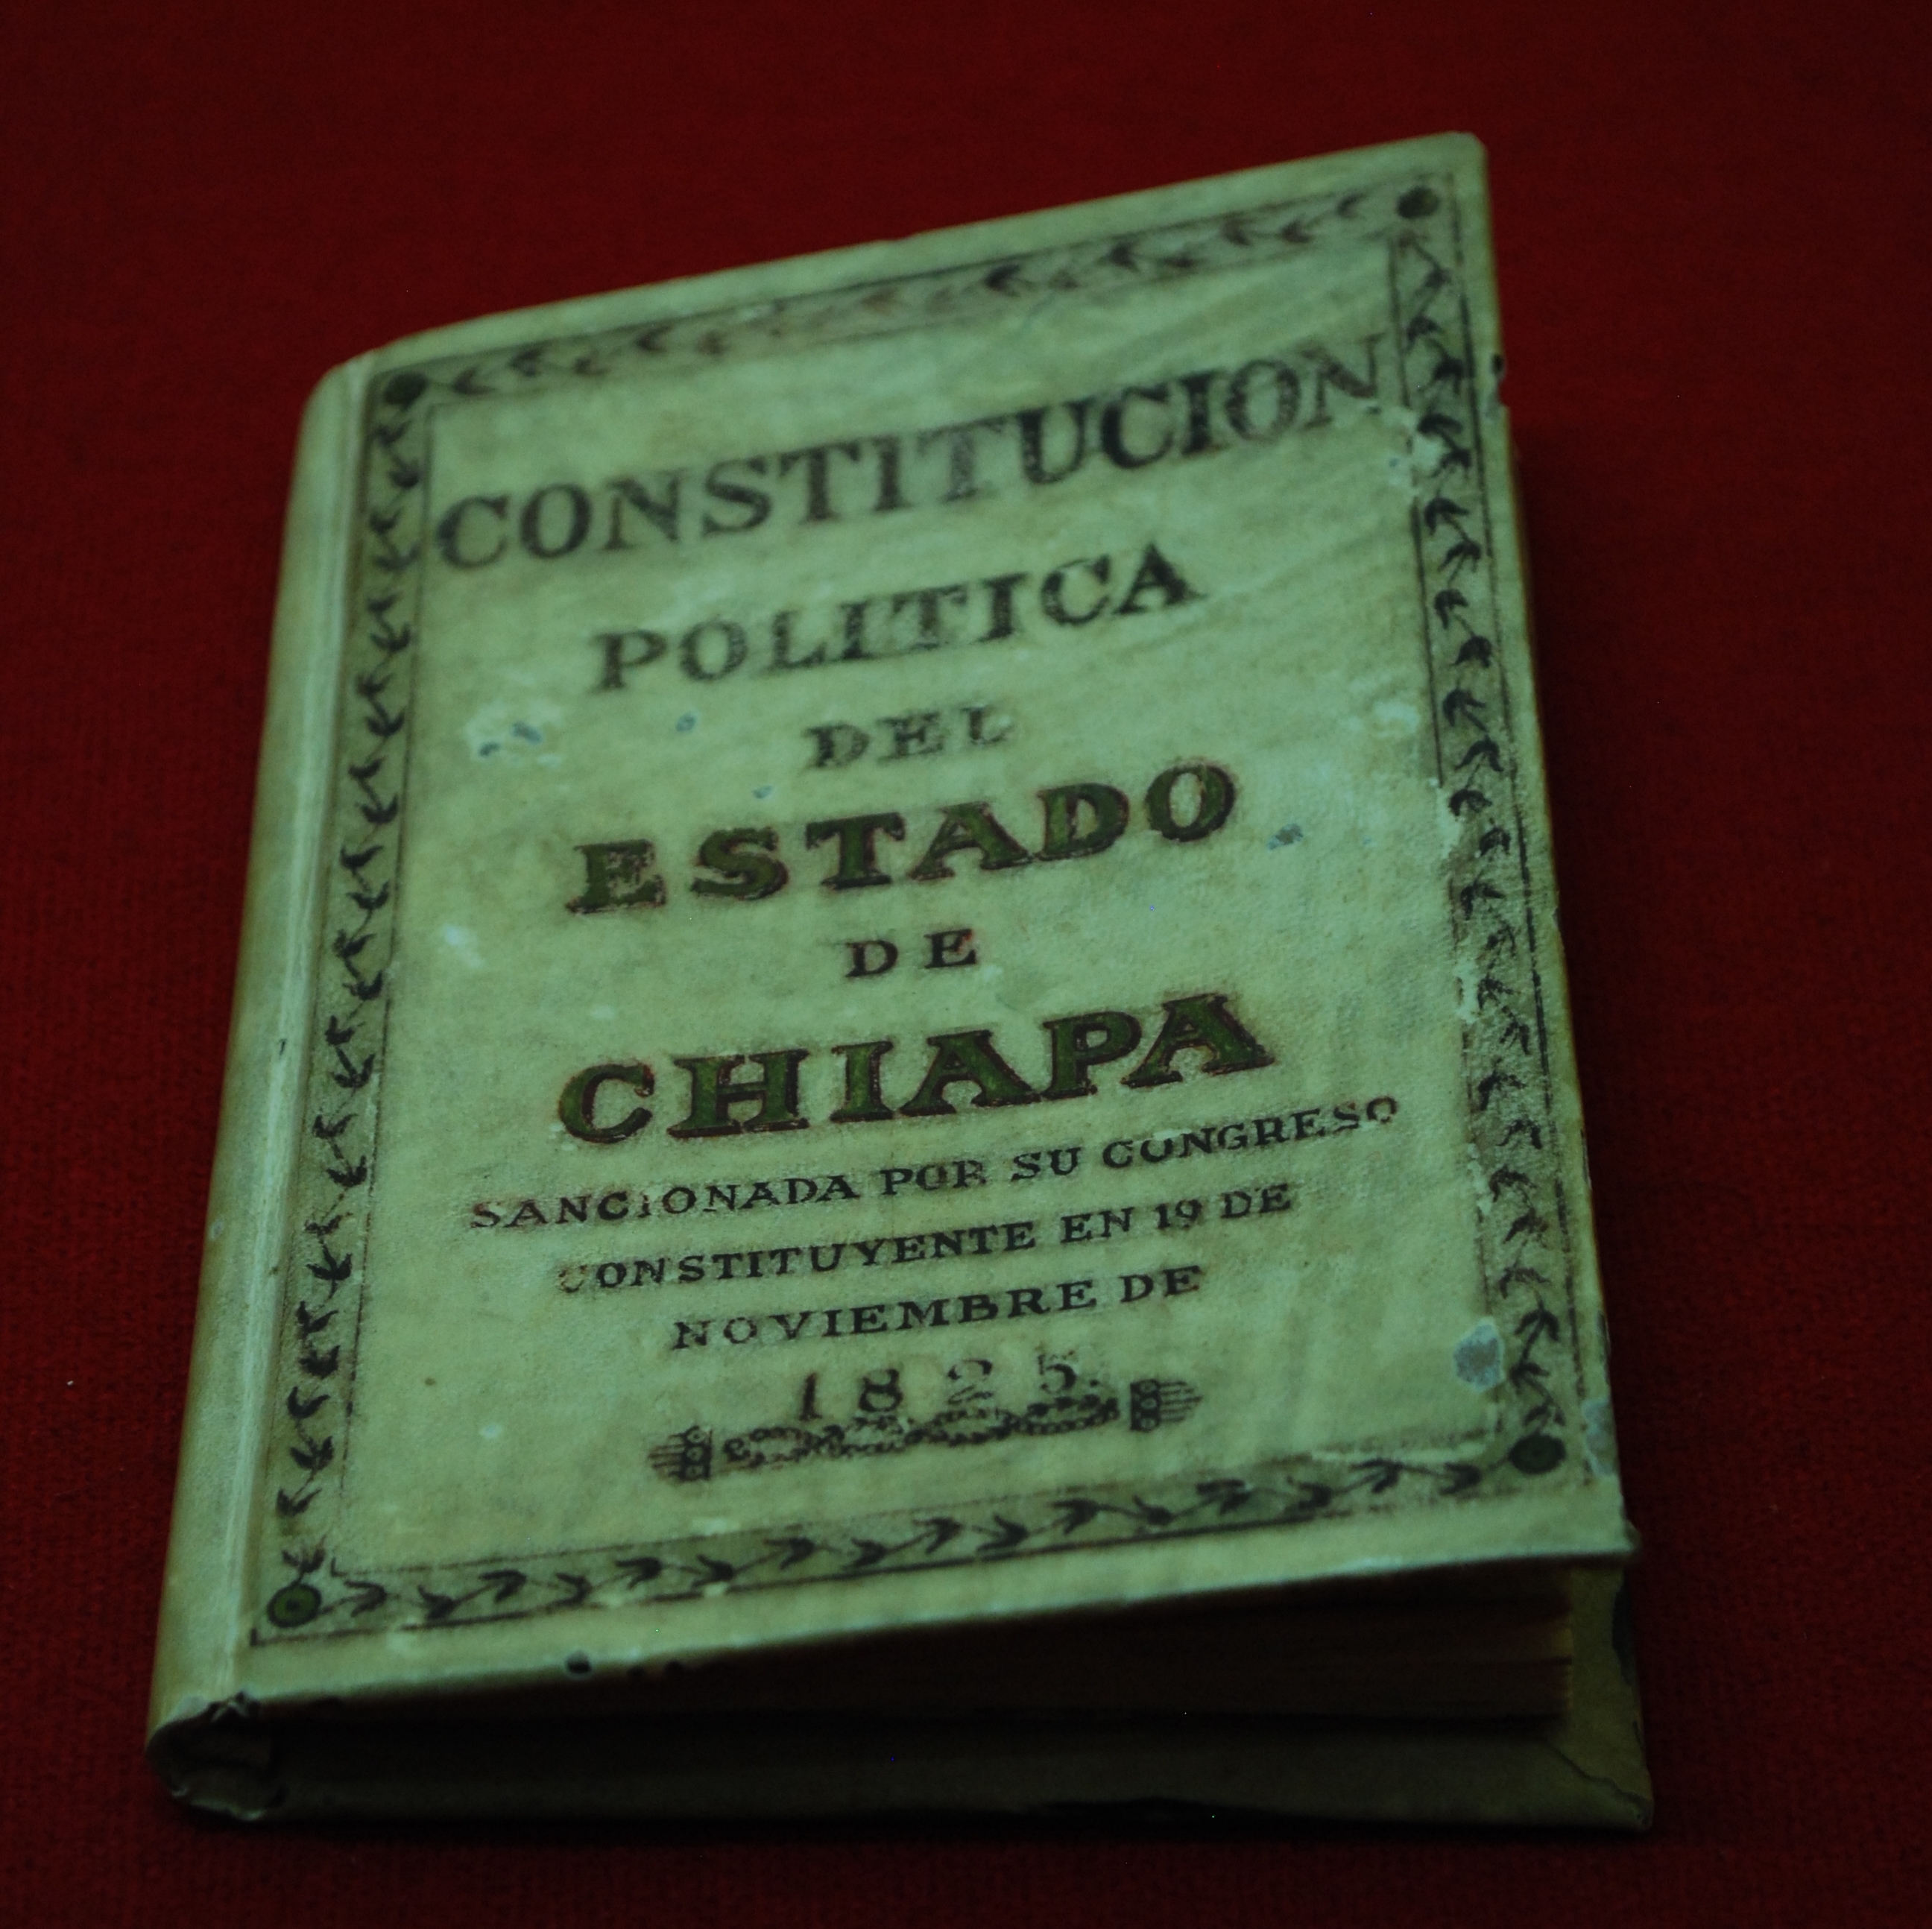 CONSTITUCION
POLITICA
DEL
ESTADO
DE
CHIAPA
SANCIONADA POR SU CONGRESO
CONSTITUYENTE EN 19 DE
NOVIEMBRE DE
1825.